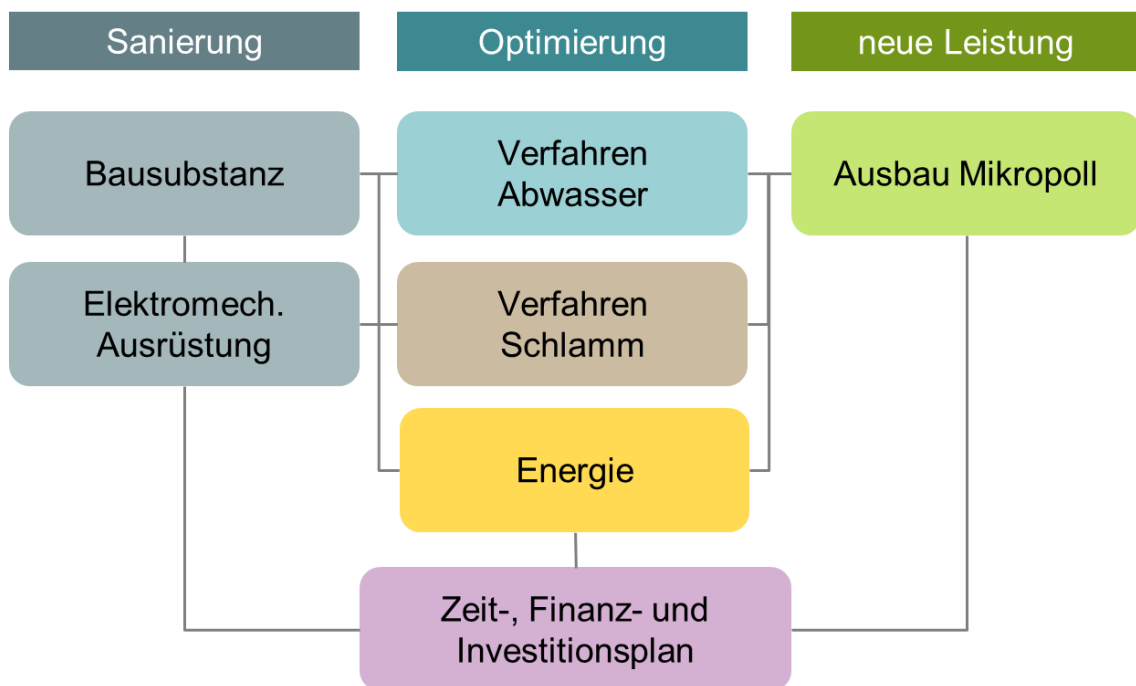 Sanierung
Optimierung
neue Leistung
Bausubstanz
Verfahren
Abwasser
Ausbau Mikropoll
Elektromech.
Ausrüstung
Verfahren
Schlamm
Energie
Zeit-, Finanz- und
Investitionsplan